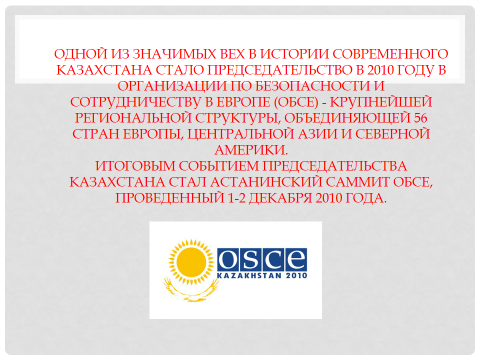 ОДНОЙ ИЗ ЗНАЧИМЫХ ВЕХ В ИСТОРИИ СОВРЕМЕННОГО
КАЗАХСТАНА СТАЛО ПРЕДСЕДАТЕЛЬСТВО В 2010 ГОДУ В
ОРГАНИЗАЦИИ ПО БЕЗОПАСНОСТИ И
СОТРУДНИЧЕСТВУ В ЕВРОПЕ (ОБСЕ) - КРУПНЕЙШЕЙ
РЕГИОНАЛЬНОЙ СТРУКТУРЫ, ОБЪЕДИНЯЮЩЕЙ 56
СТРАН ЕВРОПЫ, ЦЕНТРАЛЬНОЙ АЗИИ И СЕВЕРНОЙ
АМЕРИКИ.
ИТОГОВЫМ СОБЫТИЕМ ПРЕДСЕДАТЕЛЬСТВА
КАЗАХСТАНА СТАЛ АСТАНИНСКИЙ САММИТ ОБСЕ,
ПРОВЕДЕННЫЙ 1-2 ДЕКАБРЯ 2010 ГОДА.
osce
KAZAKHSTAN 2010